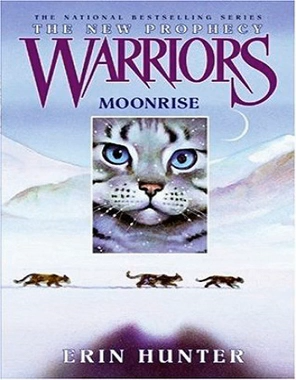 THE NATIONAL BESTSELLING SERIES
THE NEW PROPHECY
WARRIORS
MOONRISE
ERIN HUNTER